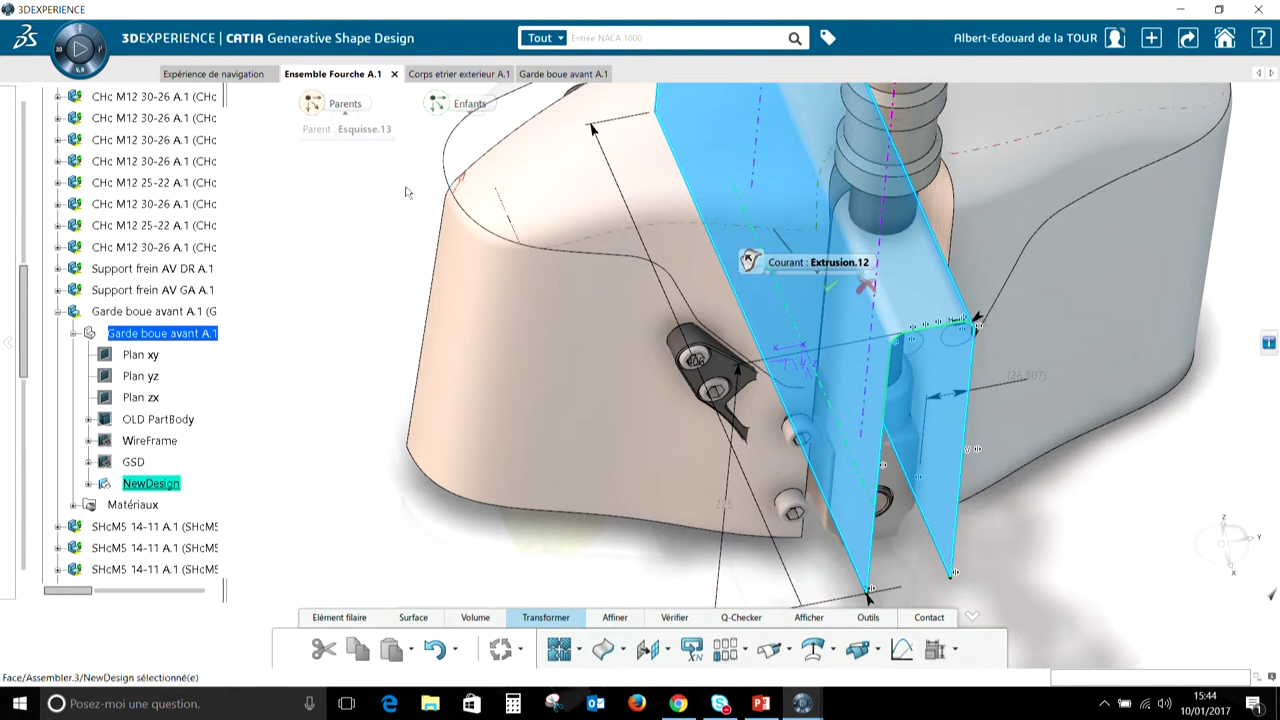 3DEXPERIENCE
3DEXPERIENCE | CATIA Generative Shape Design
Tout
Entrée NACA 1000
Albert-Edouard de la TOUR
3D
V.R
Expérience de navigation
Ensemble Fourche A.1
Corps etrier exterieur A.1
Garde boue avant A.1
Parents
Enfants
Parent : Esquisse.13
CHc M12 30-26 A.1 (CHc
CHc M12 30-26 A.1 (CHc
CHc M12 30-26 A.1 (CHc
CHc M12 30-26 A.1 (CHc
CHc M12 25-22 A.1 (CHc
CHc M12 30-26 A.1 (CHc
CHc M12 25-22 A.1 (CHc
CHc M12 30-26 A.1 (CHc
Support frein AV DR A.1
Support frein AV GA A.1
Garde boue avant A.1 (G
Garde boue avant A.1
Plan xy
Plan yz
Plan zx
OLD PartBody
WireFrame
GSD
NewDesign
Matériaux
SHcM5 14-11 A.1 (SHcM5
SHcM5 14-11 A.1 (SHcM5
SHcM5 14-11 A.1 (SHcM5
Courant : Extrusion.12
(26,307)
H
V
z
y
x
Elément filaire
Surface
Volume
Transformer
Affiner
Vérifier
Q-Checker
Afficher
Outils
Contact
XN
Face/Assembler.3/NewDesign sélectionné(e)
Posez-moi une question.
15:44
10/01/2017
1